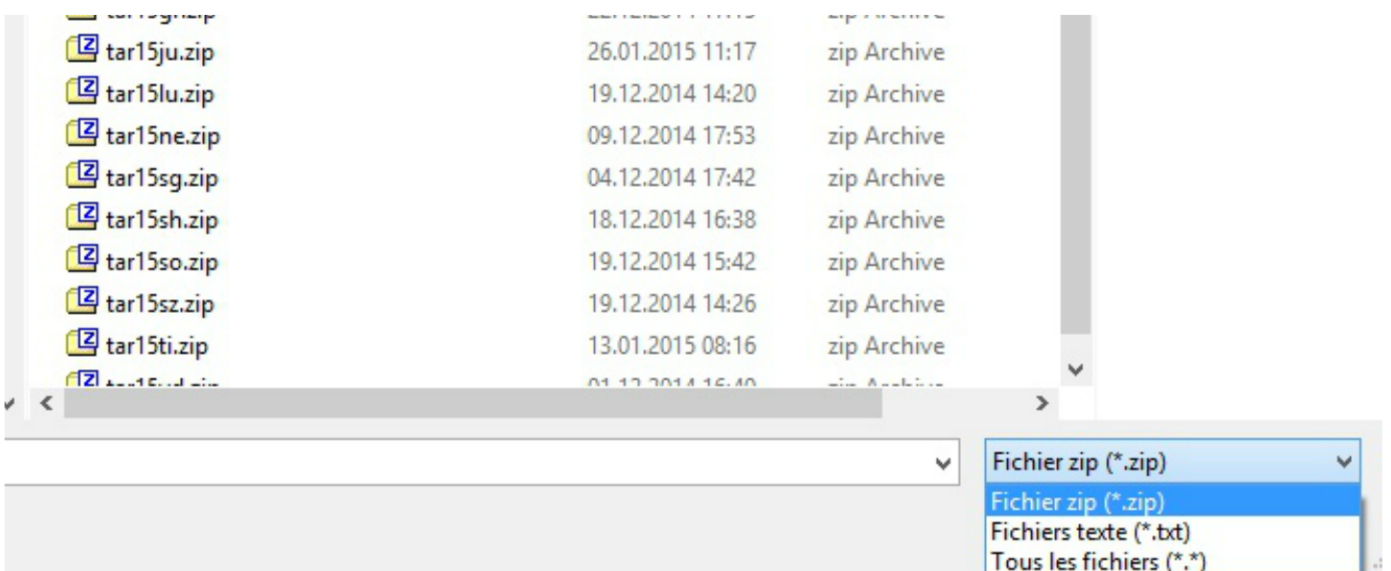 tar15ju.zip 26.01.2015 11:17 zip Archive
tar15lu.zip 19.12.2014 14:20 zip Archive
tar15ne.zip 09.12.2014 17:53 zip Archive
tar15sg.zip 04.12.2014 17:42 zip Archive
tar15sh.zip 18.12.2014 16:38 zip Archive
tar15so.zip 19.12.2014 15:42 zip Archive
tar15sz.zip 19.12.2014 14:26 zip Archive
tar15ti.zip 13.01.2015 08:16 zip Archive
Fichier zip (*.zip)
Fichier zip (*.zip)
Fichiers texte (*.txt)
Tous les fichiers (*.*)